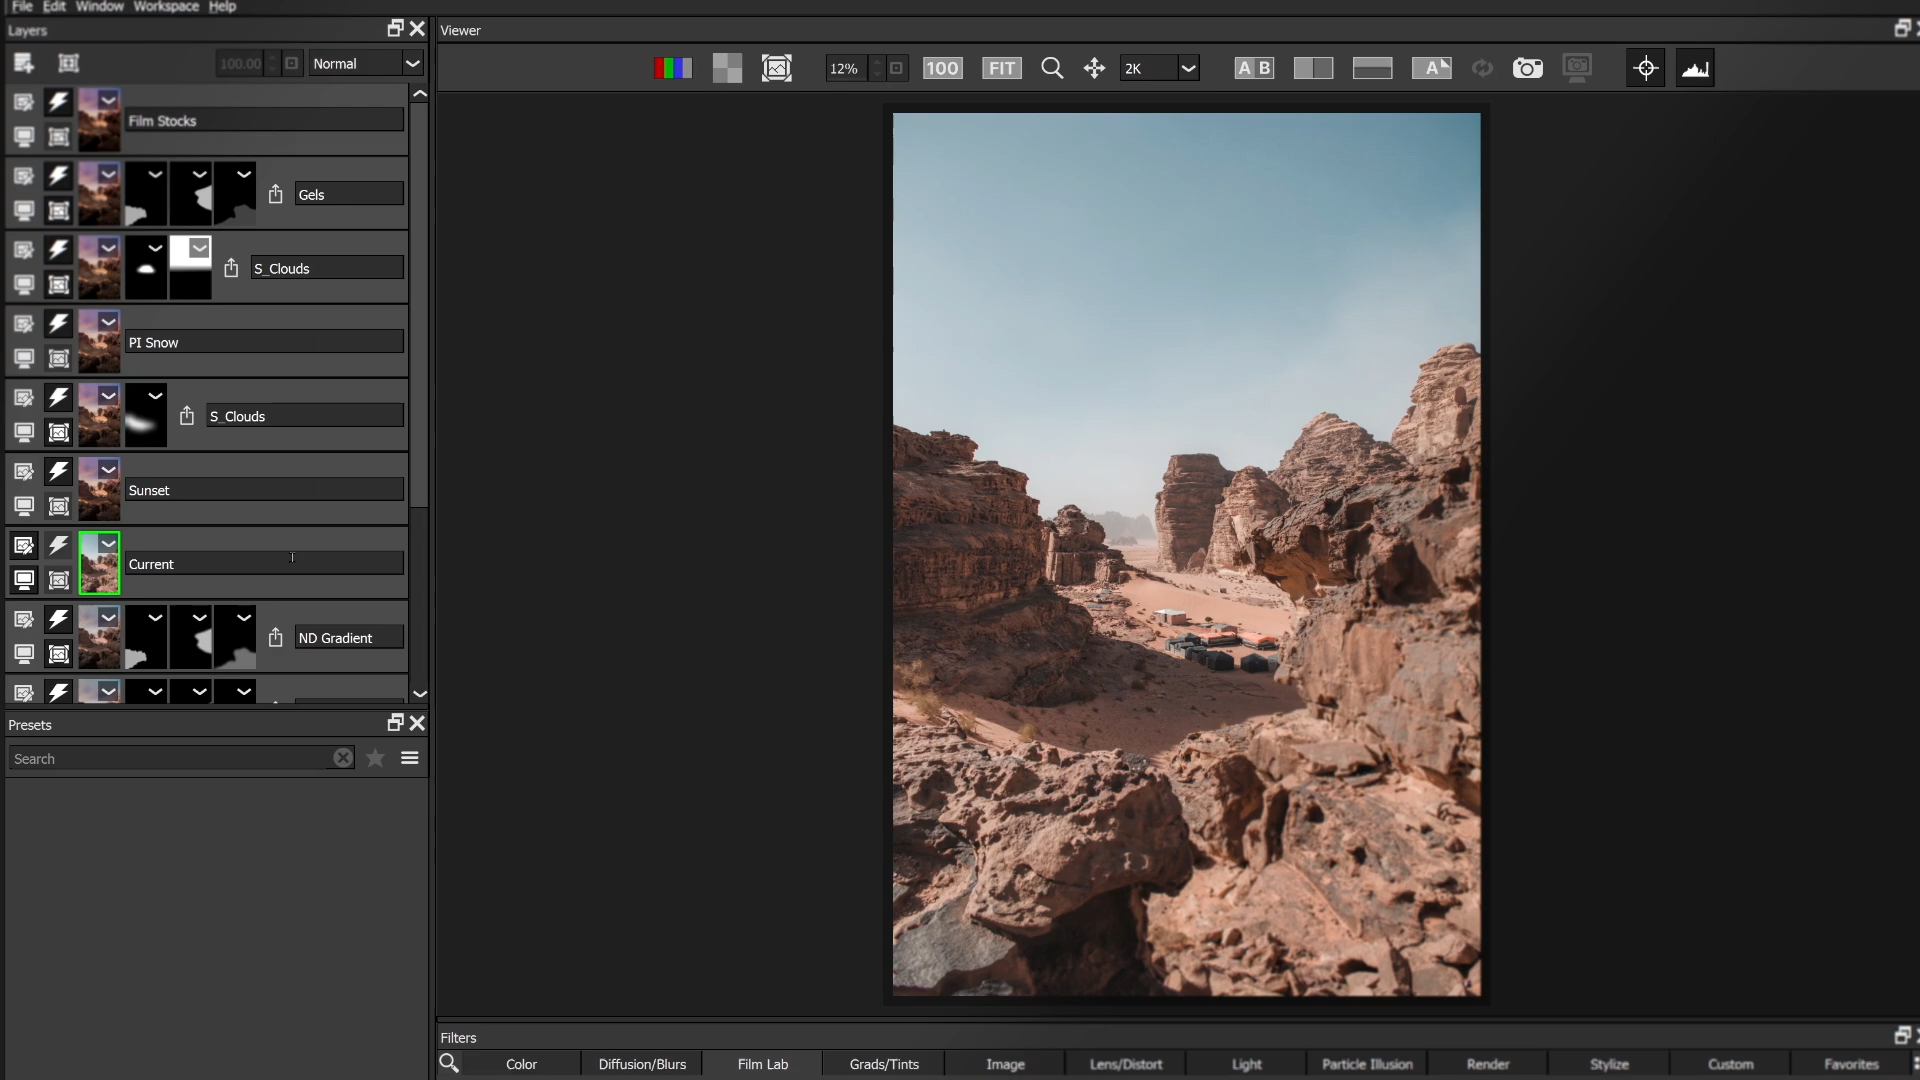 File Edit Window Workspace Help
Layers
Viewer
100.00
Normal
12%
100
FIT
2K
A B
A
Film Stocks
Gels
S_Clouds
PI Snow
S_Clouds
Sunset
Current
ND Gradient
Presets
Search
Filters
Color
Diffusion/Blurs
Film Lab
Grads/Tints
Image
Lens/Distort
Light
Particle Illusion
Render
Stylize
Custom
Favorites